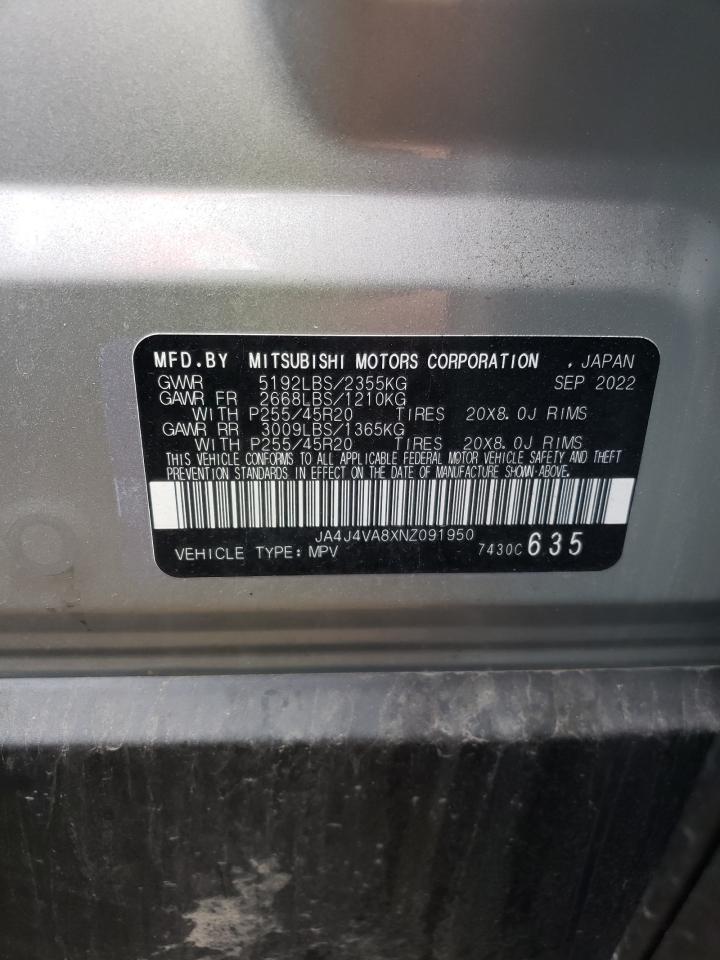 MFD.BY MITSUBISHI MOTORS CORPORATION , JAPAN
GVWR 5192LBS/2355KG SEP 2022
GAWR FR 2668LBS/1210KG
WITH P255/45R20 TIRES 20X8.0J RIMS
GAWR RR 3009LBS/1365KG
WITH P255/45R20 TIRES 20X8.0J RIMS
THIS VEHICLE CONFORMS TO ALL APPLICABLE FEDERAL MOTOR VEHICLE SAFETY AND THEFT
PREVENTION STANDARDS IN EFFECT ON THE DATE OF MANUFACTURE SHOWN-ABOVE.
JA4J4VA8XNZ091950
VEHICLE TYPE: MPV 7430C 635